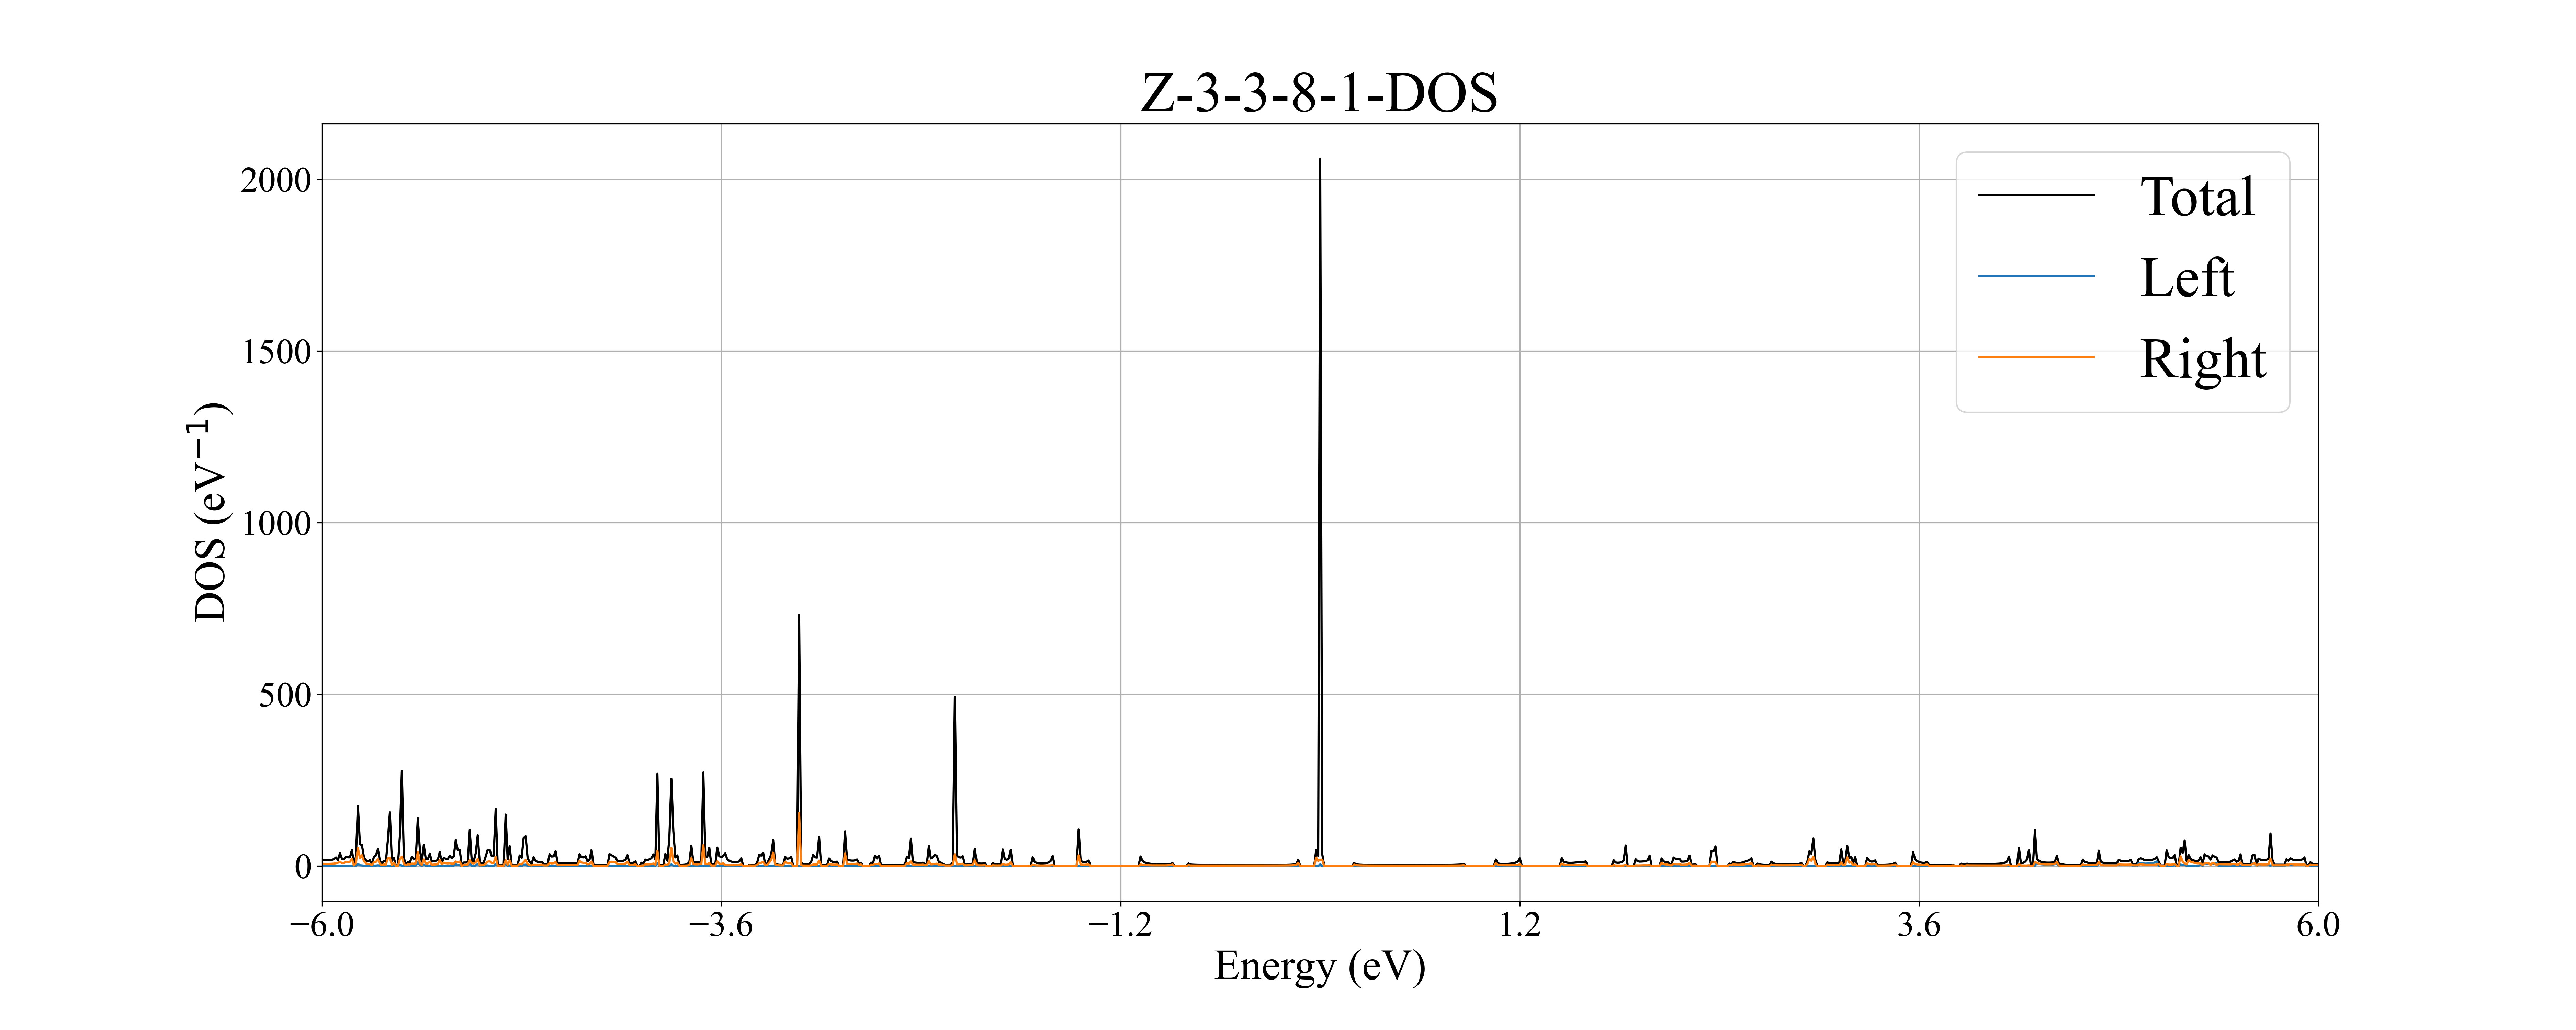 Z-3-3-8-1-DOS
2000
1500
1000
500
0
DOS (eV⁻¹)
Total
Left
Right
−6.0 −3.6 −1.2 1.2 3.6 6.0
Energy (eV)